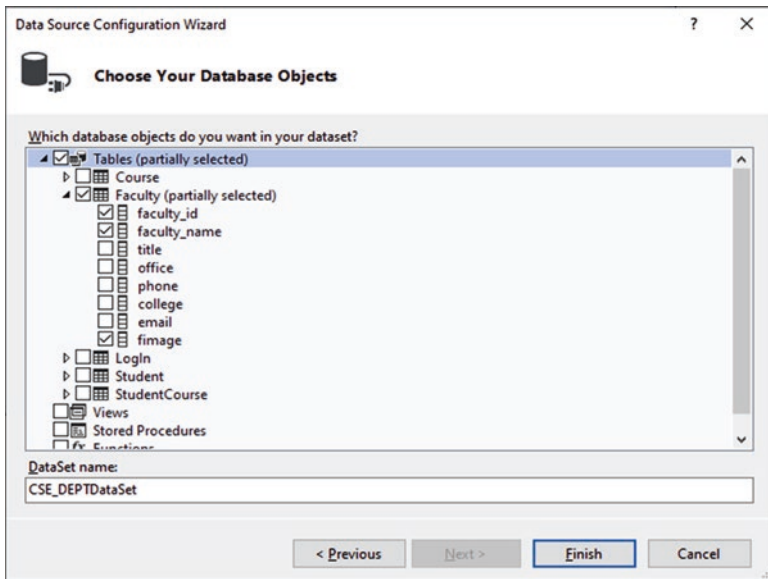 Data Source Configuration Wizard ? ×
Choose Your Database Objects
Which database objects do you want in your dataset?
Tables (partially selected)
Course
Faculty (partially selected)
faculty_id
faculty_name
title
office
phone
college
email
fimage
LogIn
Student
StudentCourse
Views
Stored Procedures
fx Functions
DataSet name:
CSE_DEPTDataSet
< Previous Next > Finish Cancel